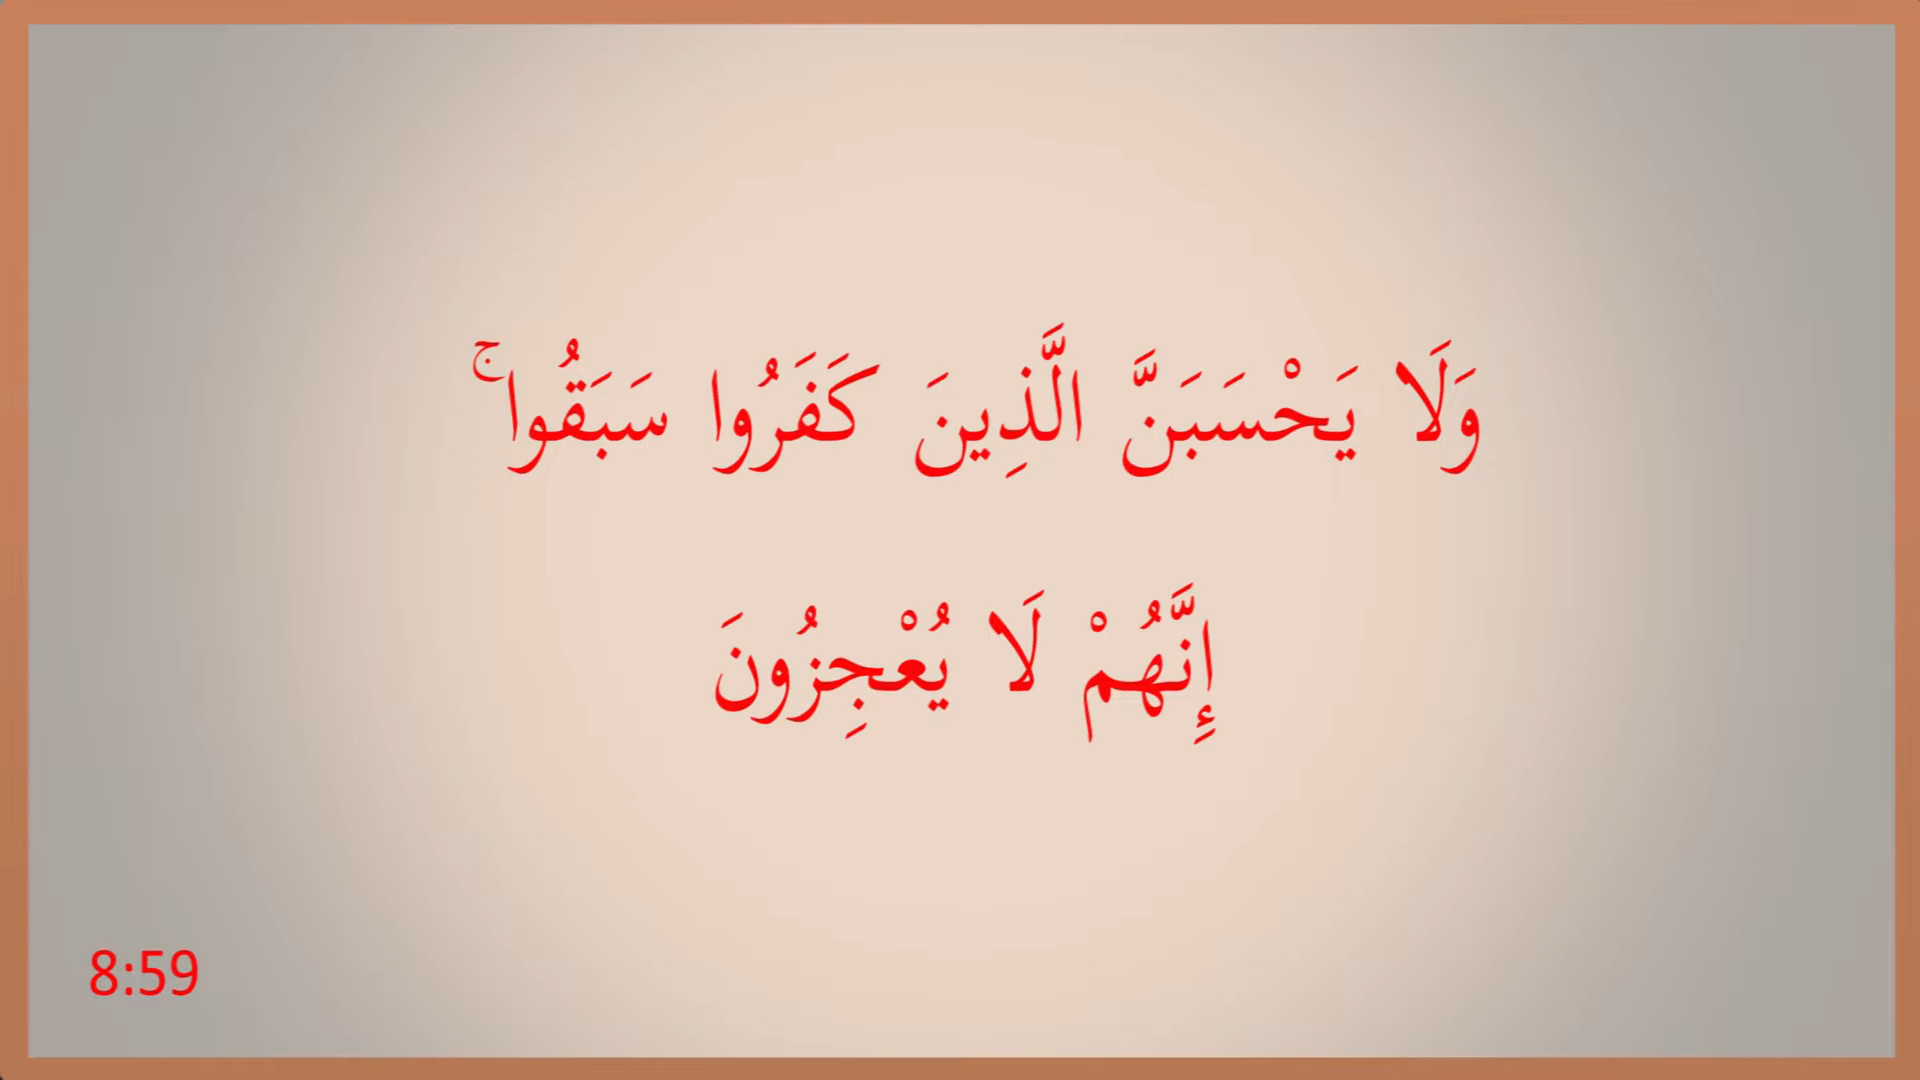 وَلَا يَحْسَبَنَّ الَّذِينَ كَفَرُوا سَبَقُوا ۚ
إِنَّهُمْ لَا يُعْجِزُونَ
8:59